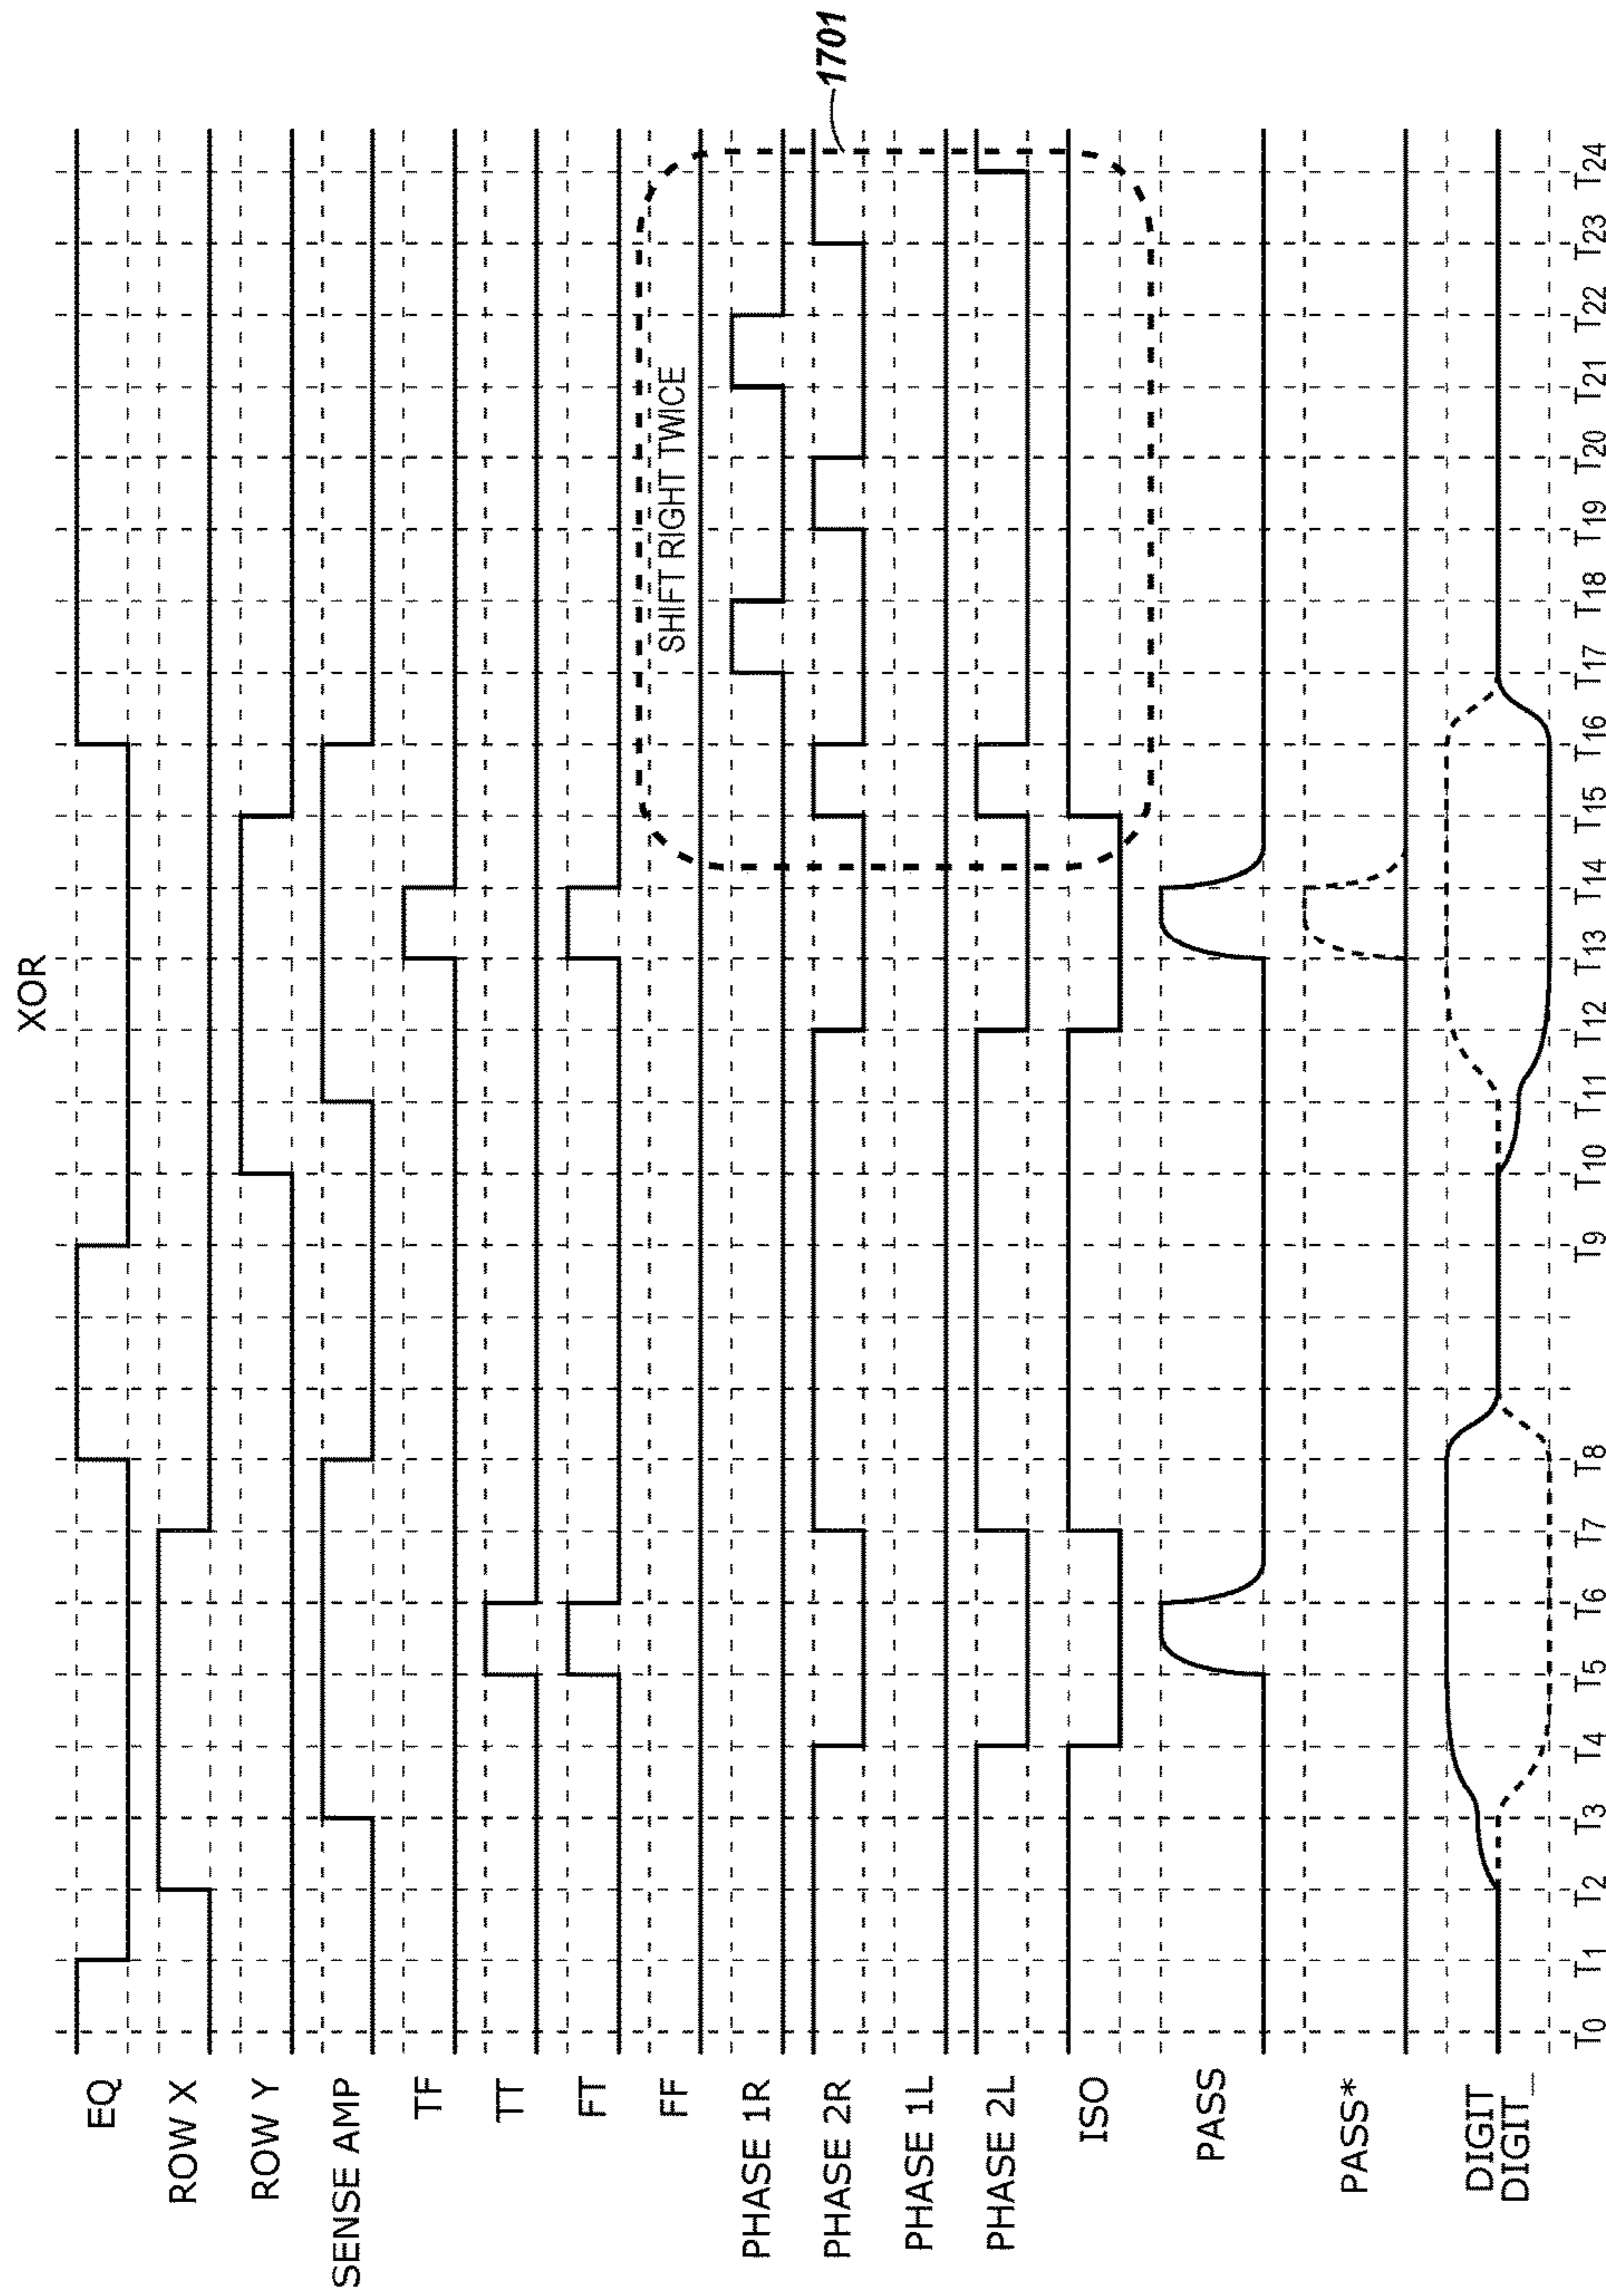 XOR
EQ
ROW X
ROW Y
SENSE AMP
TF
TT
FT
FF
SHIFT RIGHT TWICE
PHASE 1R
PHASE 2R
1701
PHASE 1L
PHASE 2L
ISO
PASS
PASS*
DIGIT
DIGIT_
T0 T1 T2 T3 T4 T5 T6 T7 T8 T9 T10 T11 T12 T13 T14 T15 T16 T17 T18 T19 T20 T21 T22 T23 T24